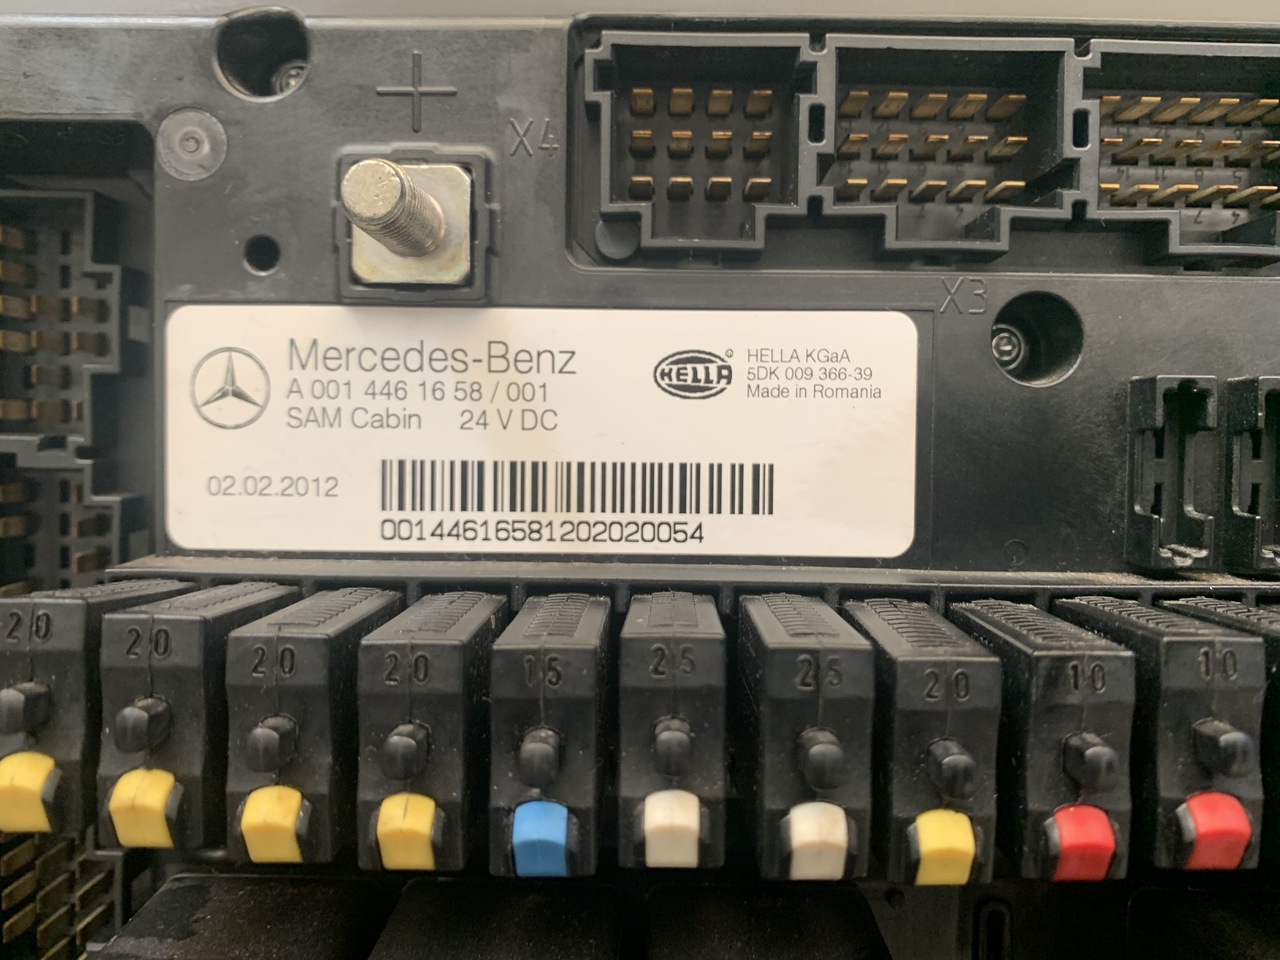 X4
X3
Mercedes-Benz
A 001 446 16 58 / 001
SAM Cabin 24 V DC
HELLA
HELLA KGaA
5DK 009 366-39
Made in Romania
02.02.2012
00144616581202020054
20 20 20 20 15 25 25 20 10 10